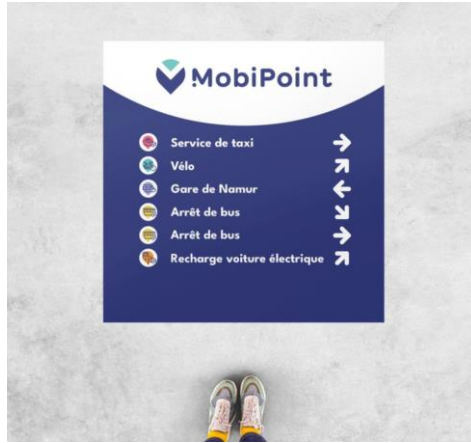 MobiPoint
Service de taxi
Vélo
Gare de Namur
Arrêt de bus
Arrêt de bus
Recharge voiture électrique